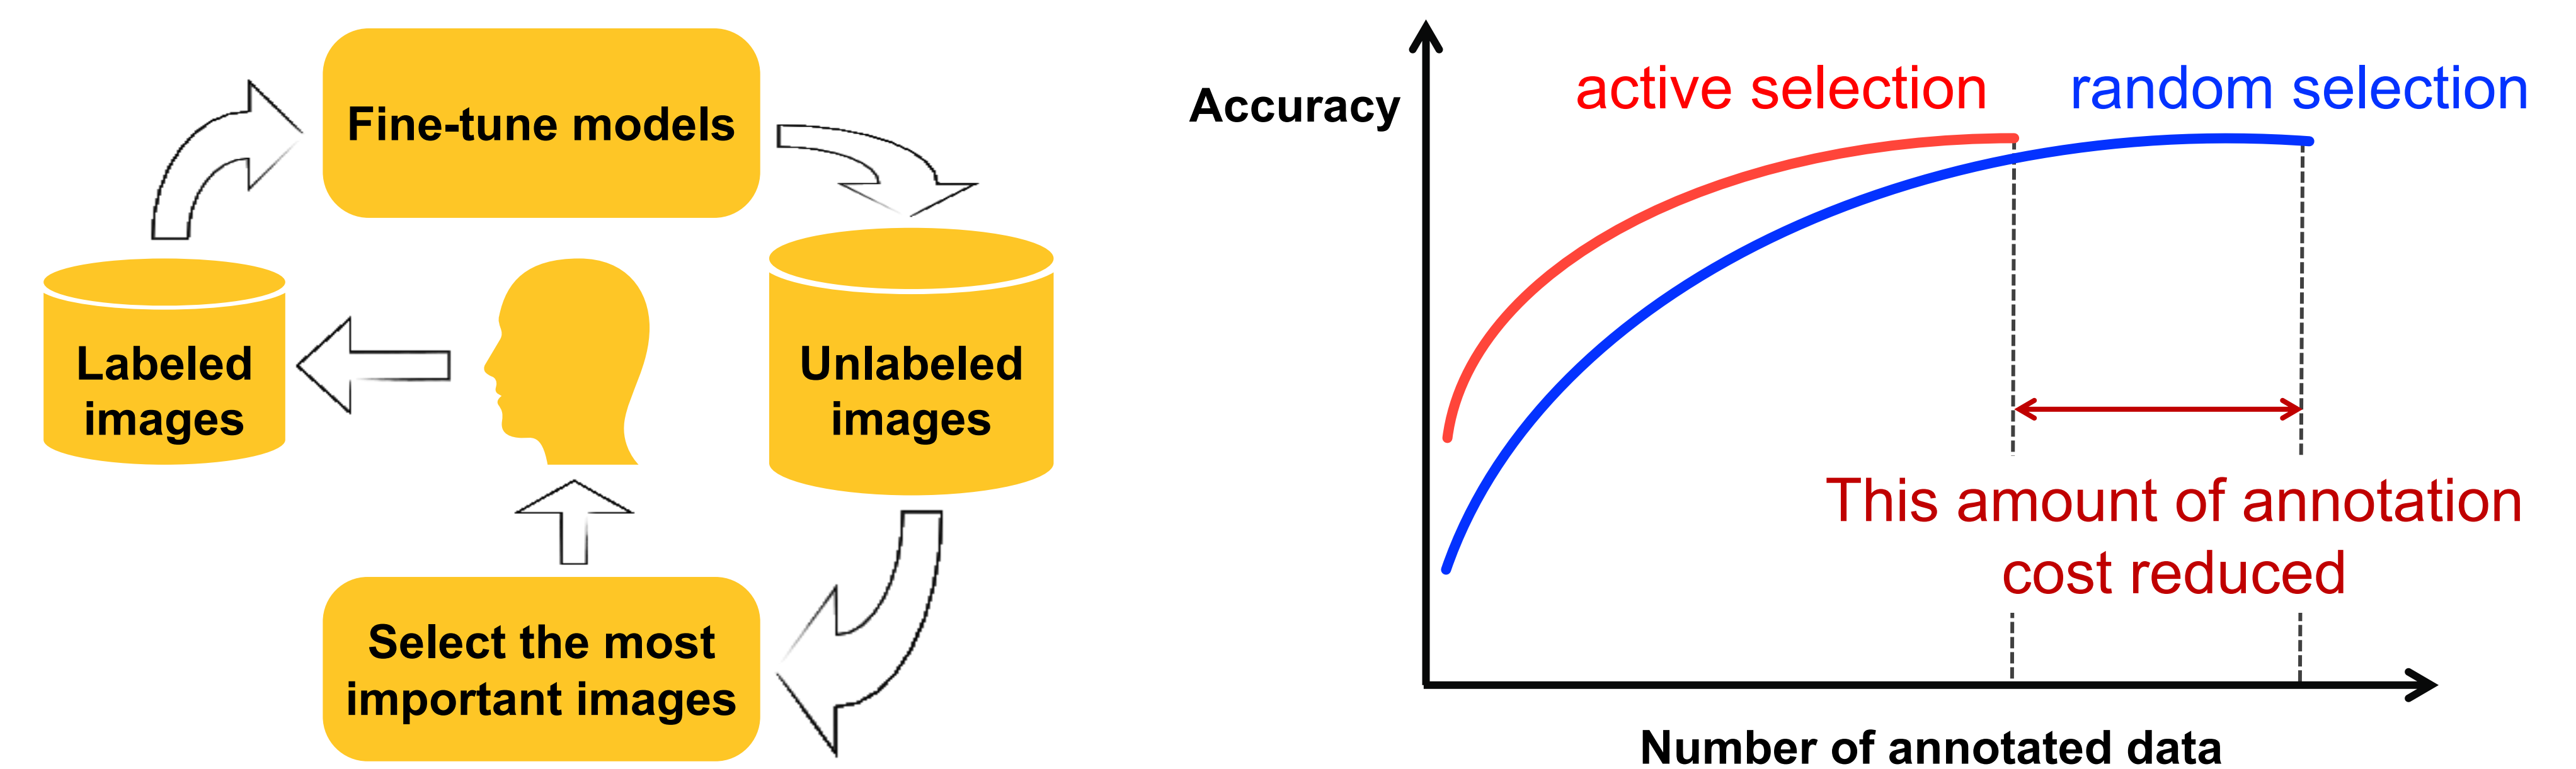 Fine-tune models
Labeled
images
Unlabeled
images
Select the most
important images
Accuracy
active selection
random selection
This amount of annotation
cost reduced
Number of annotated data